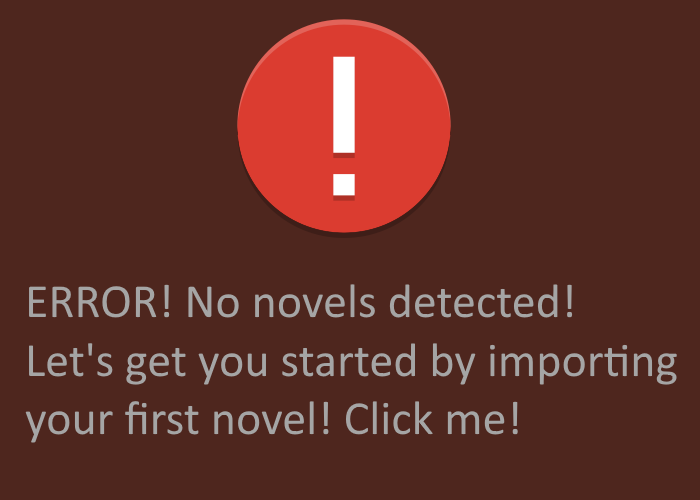 ERROR! No novels detected!
Let's get you started by importing
your first novel! Click me!